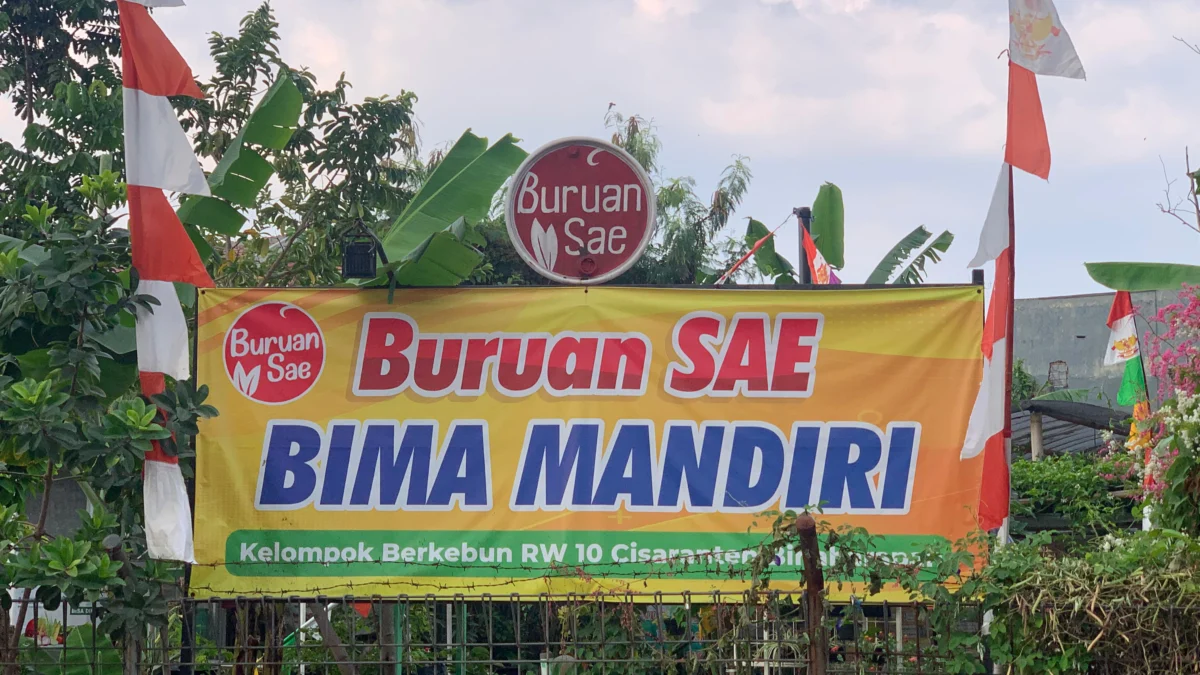 Buruan
Sae
Buruan
Sae
Buruan SAE
BIMA MANDIRI
Kelompok Berkebun RW 10 Cisaranten